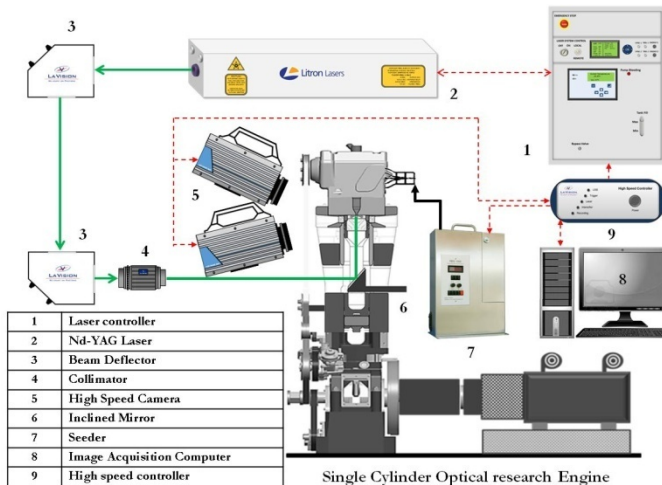 3
LAVISION
Litron Lasers
2
1
5
High Speed Controller
LAVISION
9
8
3
LAVISION
4
6
7
1 Laser controller
2 Nd-YAG Laser
3 Beam Deflector
4 Collimator
5 High Speed Camera
6 Inclined Mirror
7 Seeder
8 Image Acquisition Computer
9 High speed controller
Single Cylinder Optical research Engine